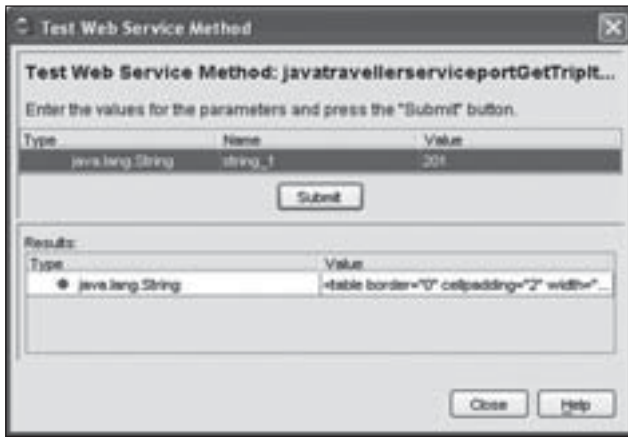 Test Web Service Method
Test Web Service Method: javatravellerserviceportGetTripIt...
Enter the values for the parameters and press the "Submit" button.
Type Name Value
java.lang.String string_1 201
Submit
Results:
Type Value
java.lang.String <table border="0" cellpadding="2" width="...
Close Help